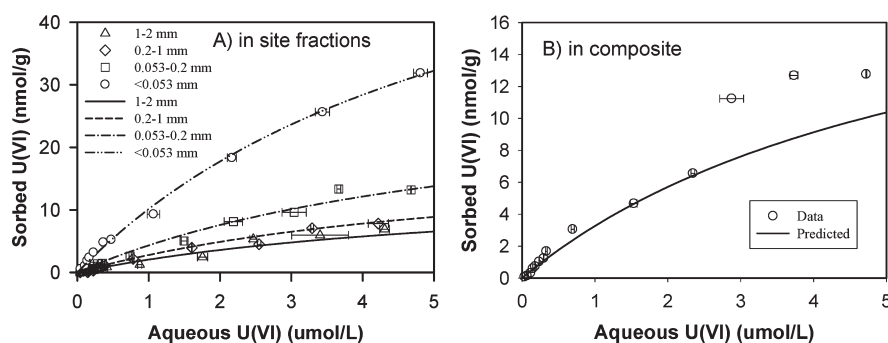 A) in site fractions
1-2 mm
0.2-1 mm
0.053-0.2 mm
<0.053 mm
1-2 mm
0.2-1 mm
0.053-0.2 mm
<0.053 mm
Sorbed U(VI) (nmol/g)
40
30
20
10
0
0 1 2 3 4 5
Aqueous U(VI) (umol/L)
B) in composite
Sorbed U(VI) (nmol/g)
16
14
12
10
8
6
4
2
0
0 1 2 3 4 5
Data
Predicted
Aqueous U(VI) (umol/L)